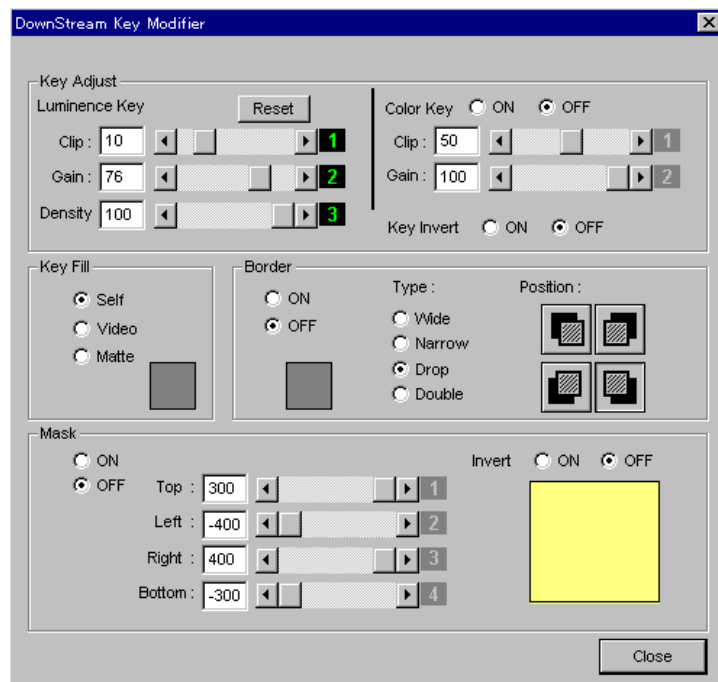 DownStream Key Modifier
Key Adjust
Luminence Key Reset
Clip : 10 1
Gain : 76 2
Density 100 3
Color Key ON OFF
Clip : 50 1
Gain : 100 2
Key Invert ON OFF
Key Fill
Self
Video
Matte
Border
ON
OFF
Type :
Wide
Narrow
Drop
Double
Position :
Mask
ON
OFF
Top : 300 1
Left : -400 2
Right : 400 3
Bottom : -300 4
Invert ON OFF
Close